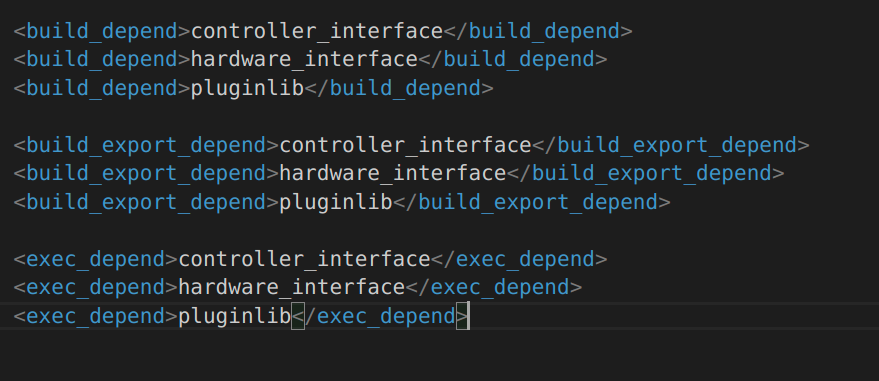 <build_depend>controller_interface</build_depend>
<build_depend>hardware_interface</build_depend>
<build_depend>pluginlib</build_depend>
<build_export_depend>controller_interface</build_export_depend>
<build_export_depend>hardware_interface</build_export_depend>
<build_export_depend>pluginlib</build_export_depend>
<exec_depend>controller_interface</exec_depend>
<exec_depend>hardware_interface</exec_depend>
<exec_depend>pluginlib</exec_depend>